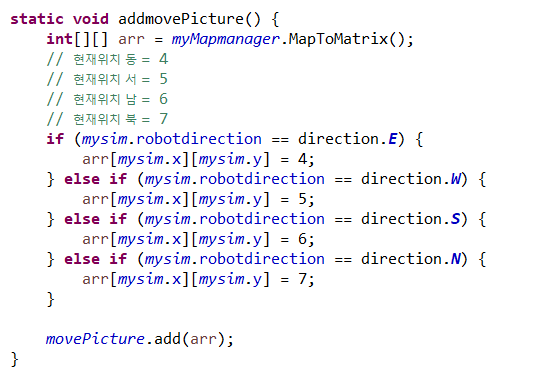 static void addmovePicture() {
    int[][] arr = myMapmanager.MapToMatrix();
    // 현재위치 동 = 4
    // 현재위치 서 = 5
    // 현재위치 남 = 6
    // 현재위치 북 = 7
    if (mysim.robotdirection == direction.E) {
        arr[mysim.x][mysim.y] = 4;
    } else if (mysim.robotdirection == direction.W) {
        arr[mysim.x][mysim.y] = 5;
    } else if (mysim.robotdirection == direction.S) {
        arr[mysim.x][mysim.y] = 6;
    } else if (mysim.robotdirection == direction.N) {
        arr[mysim.x][mysim.y] = 7;
    }

    movePicture.add(arr);
}